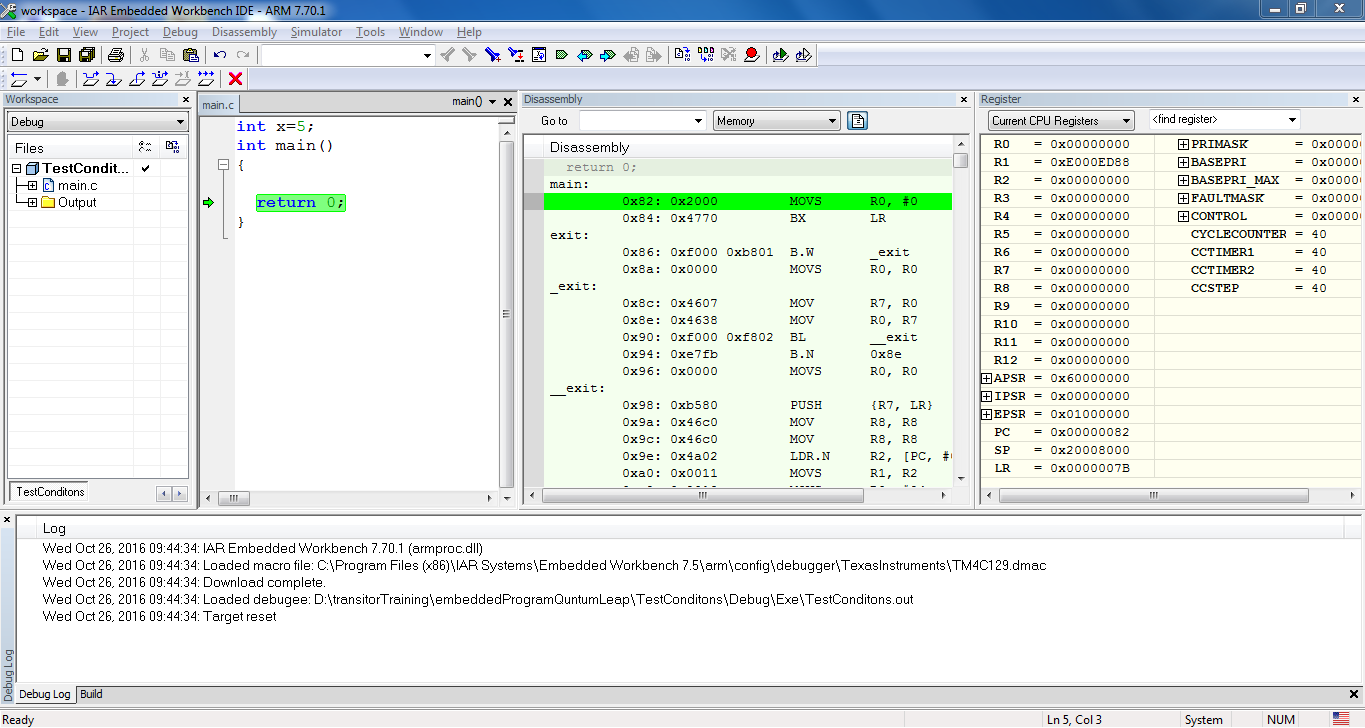 workspace - IAR Embedded Workbench IDE - ARM 7.70.1
File Edit View Project Debug Disassembly Simulator Tools Window Help
Workspace
Debug
Files
TestCondit...
main.c
Output
TestConditons
main.c
main()
int x=5;
int main()
{
return 0;
}
Disassembly
Go to
Memory
Disassembly
return 0;
main:
0x82: 0x2000 MOVS R0, #0
0x84: 0x4770 BX LR
exit:
0x86: 0xf000 0xb801 B.W _exit
0x8a: 0x0000 MOVS R0, R0
_exit:
0x8c: 0x4607 MOV R7, R0
0x8e: 0x4638 MOV R0, R7
0x90: 0xf000 0xf802 BL __exit
0x94: 0xe7fb B.N 0x8e
0x96: 0x0000 MOVS R0, R0
__exit:
0x98: 0xb580 PUSH {R7, LR}
0x9a: 0x46c0 MOV R8, R8
0x9c: 0x46c0 MOV R8, R8
0x9e: 0x4a02 LDR.N R2, [PC, #
0xa0: 0x0011 MOVS R1, R2
Register
Current CPU Registers
<find register>
R0 = 0x00000000
R1 = 0xE000ED88
R2 = 0x00000000
R3 = 0x00000000
R4 = 0x00000000
R5 = 0x00000000
R6 = 0x00000000
R7 = 0x00000000
R8 = 0x00000000
R9 = 0x00000000
R10 = 0x00000000
R11 = 0x00000000
R12 = 0x00000000
APSR = 0x60000000
IPSR = 0x00000000
EPSR = 0x01000000
PC = 0x00000082
SP = 0x20008000
LR = 0x0000007B
PRIMASK = 0x0000
BASEPRI = 0x0000
BASEPRI_MAX = 0x0000
FAULTMASK = 0x0000
CONTROL = 0x0000
CYCLECOUNTER = 40
CCTIMER1 = 40
CCTIMER2 = 40
CCSTEP = 40
Log
Wed Oct 26, 2016 09:44:34: IAR Embedded Workbench 7.70.1 (armproc.dll)
Wed Oct 26, 2016 09:44:34: Loaded macro file: C:\Program Files (x86)\IAR Systems\Embedded Workbench 7.5\arm\config\debugger\TexasInstruments\TM4C129.dmac
Wed Oct 26, 2016 09:44:34: Download complete.
Wed Oct 26, 2016 09:44:34: Loaded debugee: D:\transitorTraining\embeddedProgramQuntumLeap\TestConditons\Debug\Exe\TestConditons.out
Wed Oct 26, 2016 09:44:34: Target reset
Debug Log
Debug Log Build
Ready
Ln 5, Col 3
System
NUM